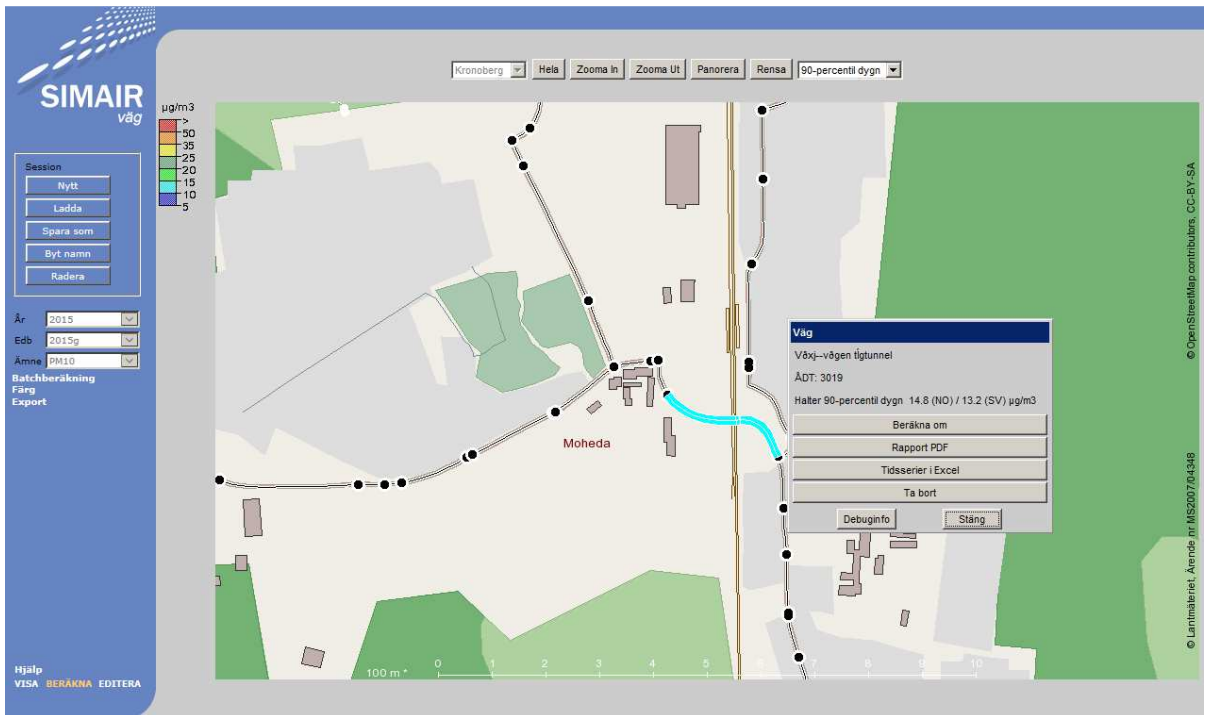 SIMAIR
väg
Kronoberg Hela Zooma In Zooma Ut Panorera Rensa 90-percentil dygn
µg/m3
>
50
35
25
20
15
10
5
Session
Nytt
Ladda
Spara som
Byt namn
Radera
År 2015
Edb 2015g
Ämne PM10
Batchberäkning
Färg
Export
Moheda
Väg
Växj--vðgen tîgtunnel
ÅDT: 3019
Halter 90-percentil dygn 14.8 (NO) / 13.2 (SV) µg/m3
Beräkna om
Rapport PDF
Tidsserier i Excel
Ta bort
Debuginfo Stäng
© OpenStreetMap contributors, CC-BY-SA
© Lantmäteriet, Ärende nr MS2007/04348
100 m * 0 1 2 3 4 5 6 7 8 9 10
Hjälp
VISA BERÄKNA EDITERA